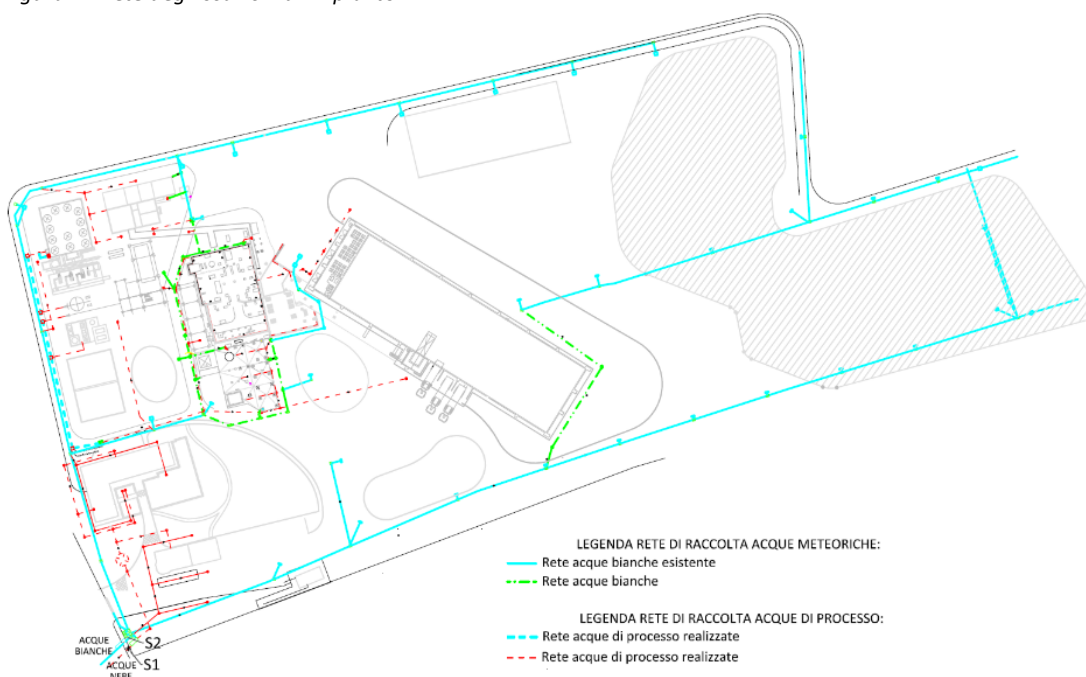 LEGENDA RETE DI RACCOLTA ACQUE METEORICHE:
Rete acque bianche esistente
Rete acque bianche
LEGENDA RETE DI RACCOLTA ACQUE DI PROCESSO:
Rete acque di processo realizzate
Rete acque di processo realizzate
ACQUE
BIANCHE
S2
ACQUE
S1
NERE